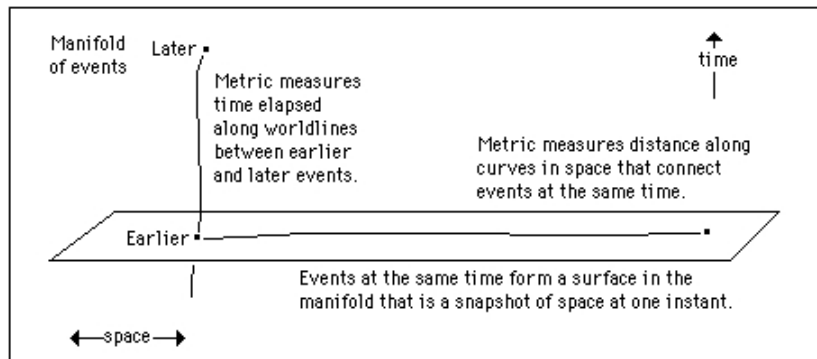 Manifold
of events
Later
time
Metric measures
time elapsed
along worldlines
between earlier
and later events.
Metric measures distance along
curves in space that connect
events at the same time.
Earlier
Events at the same time form a surface in the
manifold that is a snapshot of space at one instant.
space